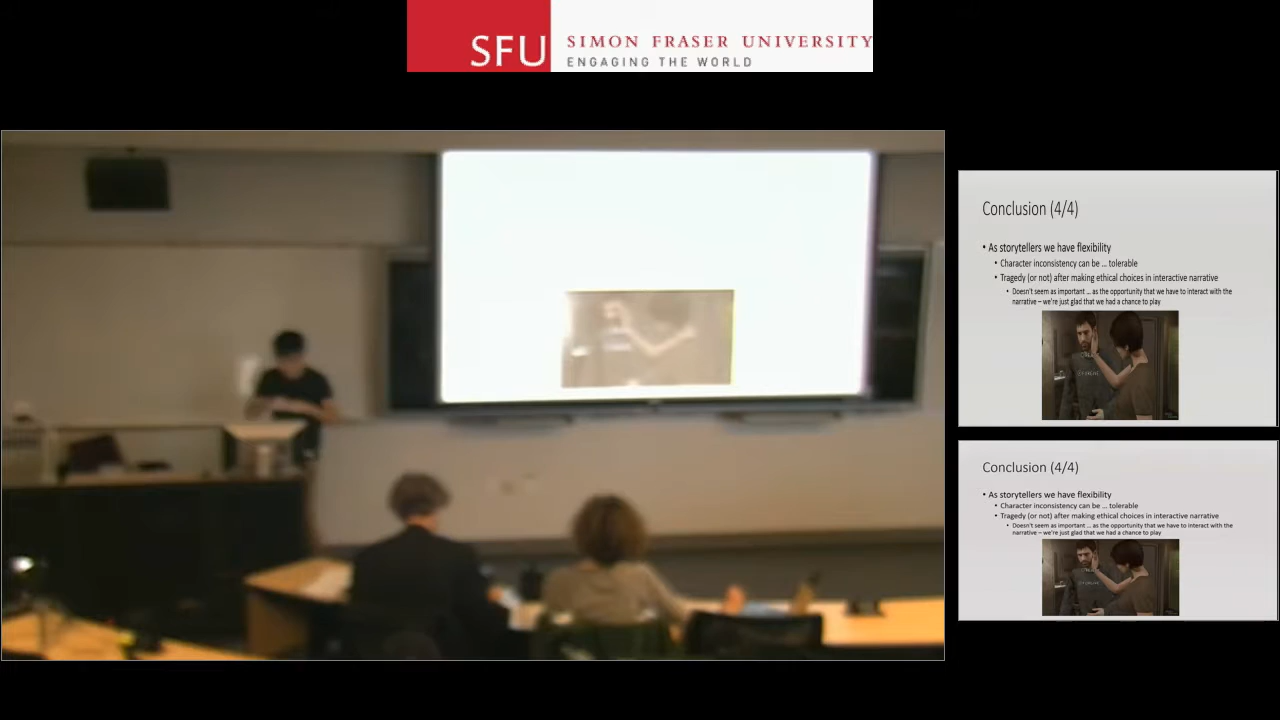 SFU
SIMON FRASER UNIVERSITY
ENGAGING THE WORLD
Conclusion (4/4)
• As storytellers we have flexibility
• Character inconsistency can be ... tolerable
• Tragedy (or not) after making ethical choices in interactive narrative
• Doesn't seem as important ... as the opportunity that we have to interact with the
narrative – we're just glad that we had a chance to play
Conclusion (4/4)
• As storytellers we have flexibility
• Character inconsistency can be ... tolerable
• Tragedy (or not) after making ethical choices in interactive narrative
• Doesn't seem as important ... as the opportunity that we have to interact with the
narrative – we're just glad that we had a chance to play